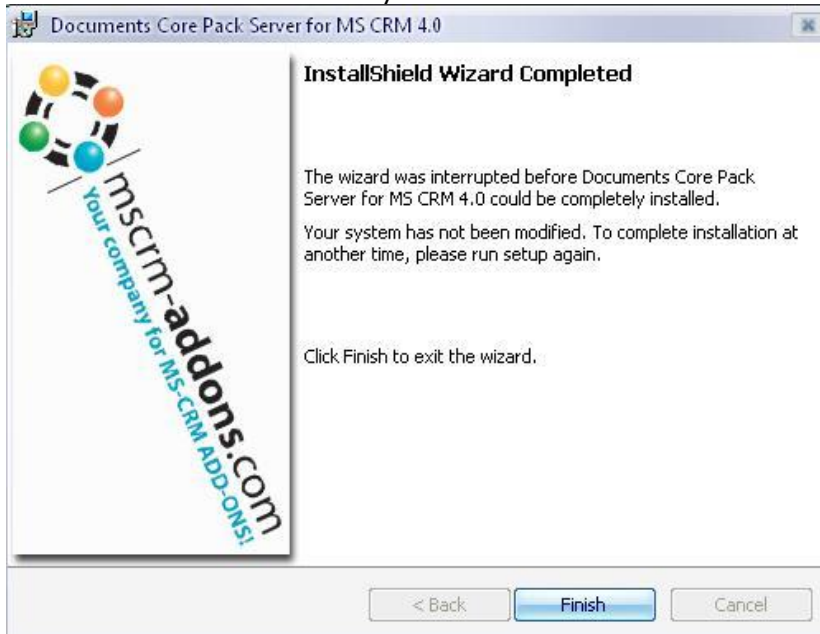 Documents Core Pack Server for MS CRM 4.0
InstallShield Wizard Completed
The wizard was interrupted before Documents Core Pack
Server for MS CRM 4.0 could be completely installed.
Your system has not been modified. To complete installation at
another time, please run setup again.
Click Finish to exit the wizard.
mscrm-addons.com
Your company for MS-CRM ADD-ONS!
< Back
Finish
Cancel